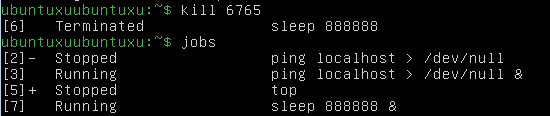 ubuntuxuubuntuxu:~$ kill 6765
[6]   Terminated              sleep 888888
ubuntuxuubuntuxu:~$ jobs
[2]-  Stopped                 ping localhost > /dev/null
[3]   Running                 ping localhost > /dev/null &
[5]+  Stopped                 top
[7]   Running                 sleep 888888 &